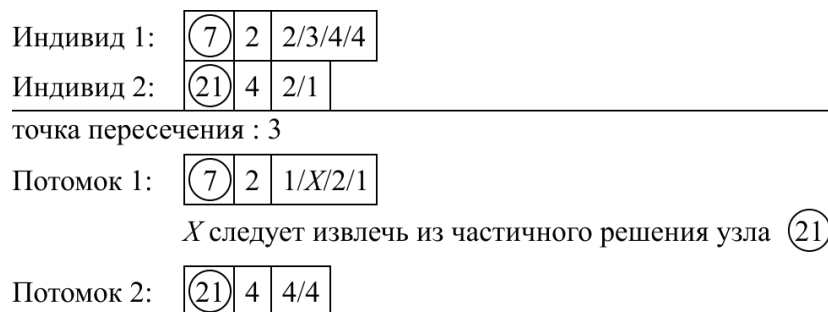 Индивид 1: 7 2 2/3/4/4
Индивид 2: 21 4 2/1
точка пересечения : 3
Потомок 1: 7 2 1/X/2/1
X следует извлечь из частичного решения узла 21
Потомок 2: 21 4 4/4